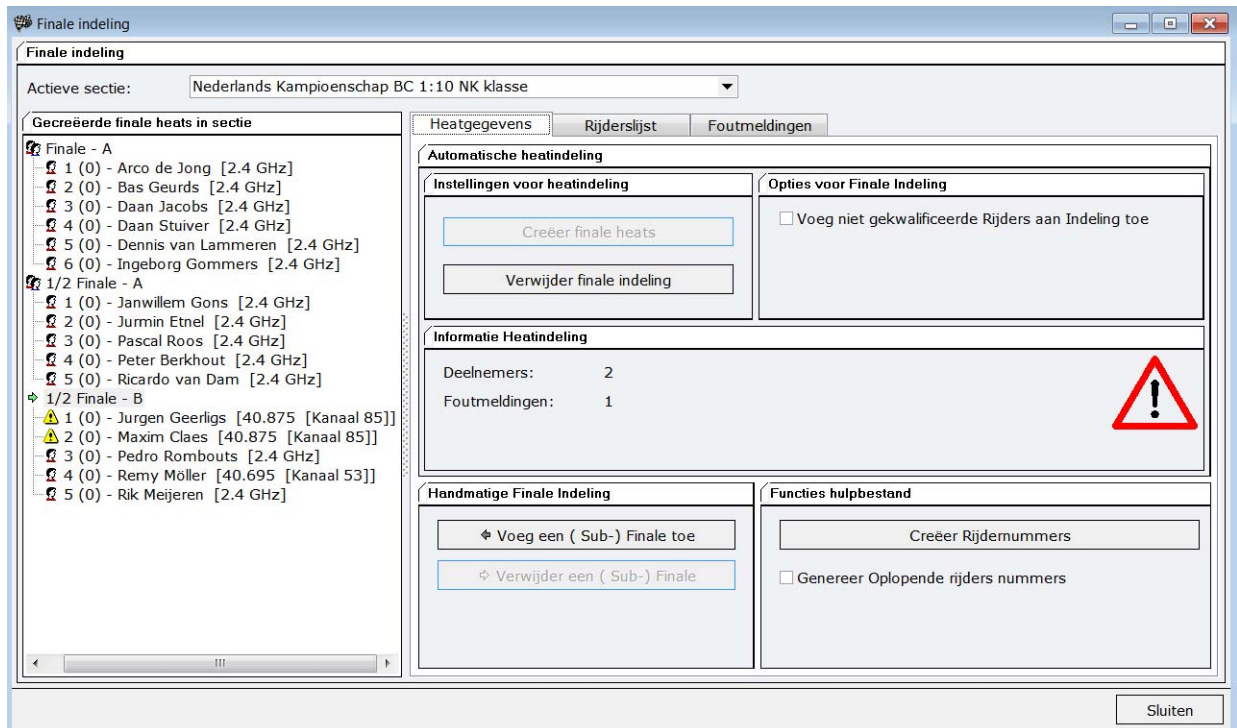 Finale indeling
Finale indeling
Actieve sectie: Nederlands Kampioenschap BC 1:10 NK klasse
Gecreëerde finale heats in sectie
Finale - A
1 (0) - Arco de Jong [2.4 GHz]
2 (0) - Bas Geurds [2.4 GHz]
3 (0) - Daan Jacobs [2.4 GHz]
4 (0) - Daan Stuiver [2.4 GHz]
5 (0) - Dennis van Lammeren [2.4 GHz]
6 (0) - Ingeborg Gommers [2.4 GHz]
1/2 Finale - A
1 (0) - Janwillem Gons [2.4 GHz]
2 (0) - Jurmin Etnel [2.4 GHz]
3 (0) - Pascal Roos [2.4 GHz]
4 (0) - Peter Berkhout [2.4 GHz]
5 (0) - Ricardo van Dam [2.4 GHz]
1/2 Finale - B
1 (0) - Jurgen Geerligs [40.875 [Kanaal 85]]
2 (0) - Maxim Claes [40.875 [Kanaal 85]]
3 (0) - Pedro Rombouts [2.4 GHz]
4 (0) - Remy Möller [40.695 [Kanaal 53]]
5 (0) - Rik Meijeren [2.4 GHz]
Heatgegevens Rijderslijst Foutmeldingen
Automatische heatindeling
Instellingen voor heatindeling
Creëer finale heats
Verwijder finale indeling
Opties voor Finale Indeling
Voeg niet gekwalificeerde Rijders aan Indeling toe
Informatie Heatindeling
Deelnemers: 2
Foutmeldingen: 1
Handmatige Finale Indeling
Voeg een ( Sub-) Finale toe
Verwijder een ( Sub-) Finale
Functies hulpbestand
Creëer Rijdernummers
Genereer Oplopende rijders nummers
Sluiten